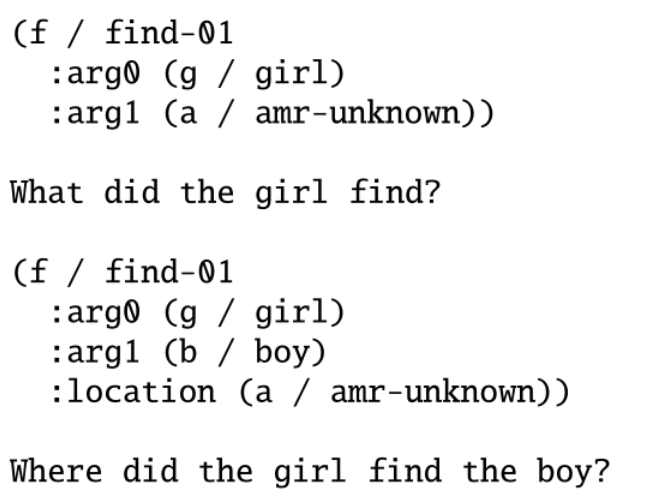 (f / find-01
:arg0 (g / girl)
:arg1 (a / amr-unknown))
What did the girl find?
(f / find-01
:arg0 (g / girl)
:arg1 (b / boy)
:location (a / amr-unknown))
Where did the girl find the boy?